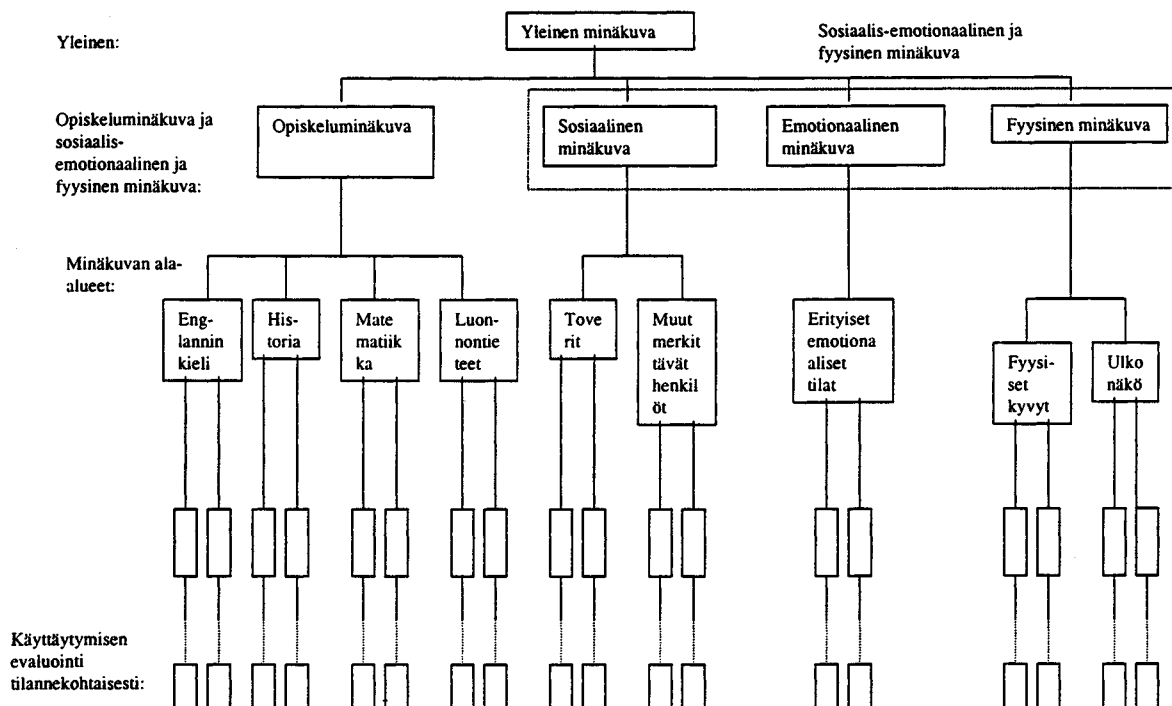 Yleinen:
Yleinen minäkuva
Sosiaalis-emotionaalinen ja
fyysinen minäkuva
Opiskeluminäkuva ja
sosiaalis-
emotionaalinen ja
fyysinen minäkuva:
Opiskeluminäkuva
Sosiaalinen
minäkuva
Emotionaalinen
minäkuva
Fyysinen minäkuva
Minäkuvan ala-
alueet:
Eng-
lannin
kieli
His-
toria
Mate
matiik
ka
Luon-
nontie
teet
Tove
rit
Muut
merkit
tävät
henkil
öt
Erityiset
emotiona
aliset
tilat
Fyysi-
set
kyvyt
Ulko
näkö
Käyttäytymisen
evaluointi
tilannekohtaisesti: